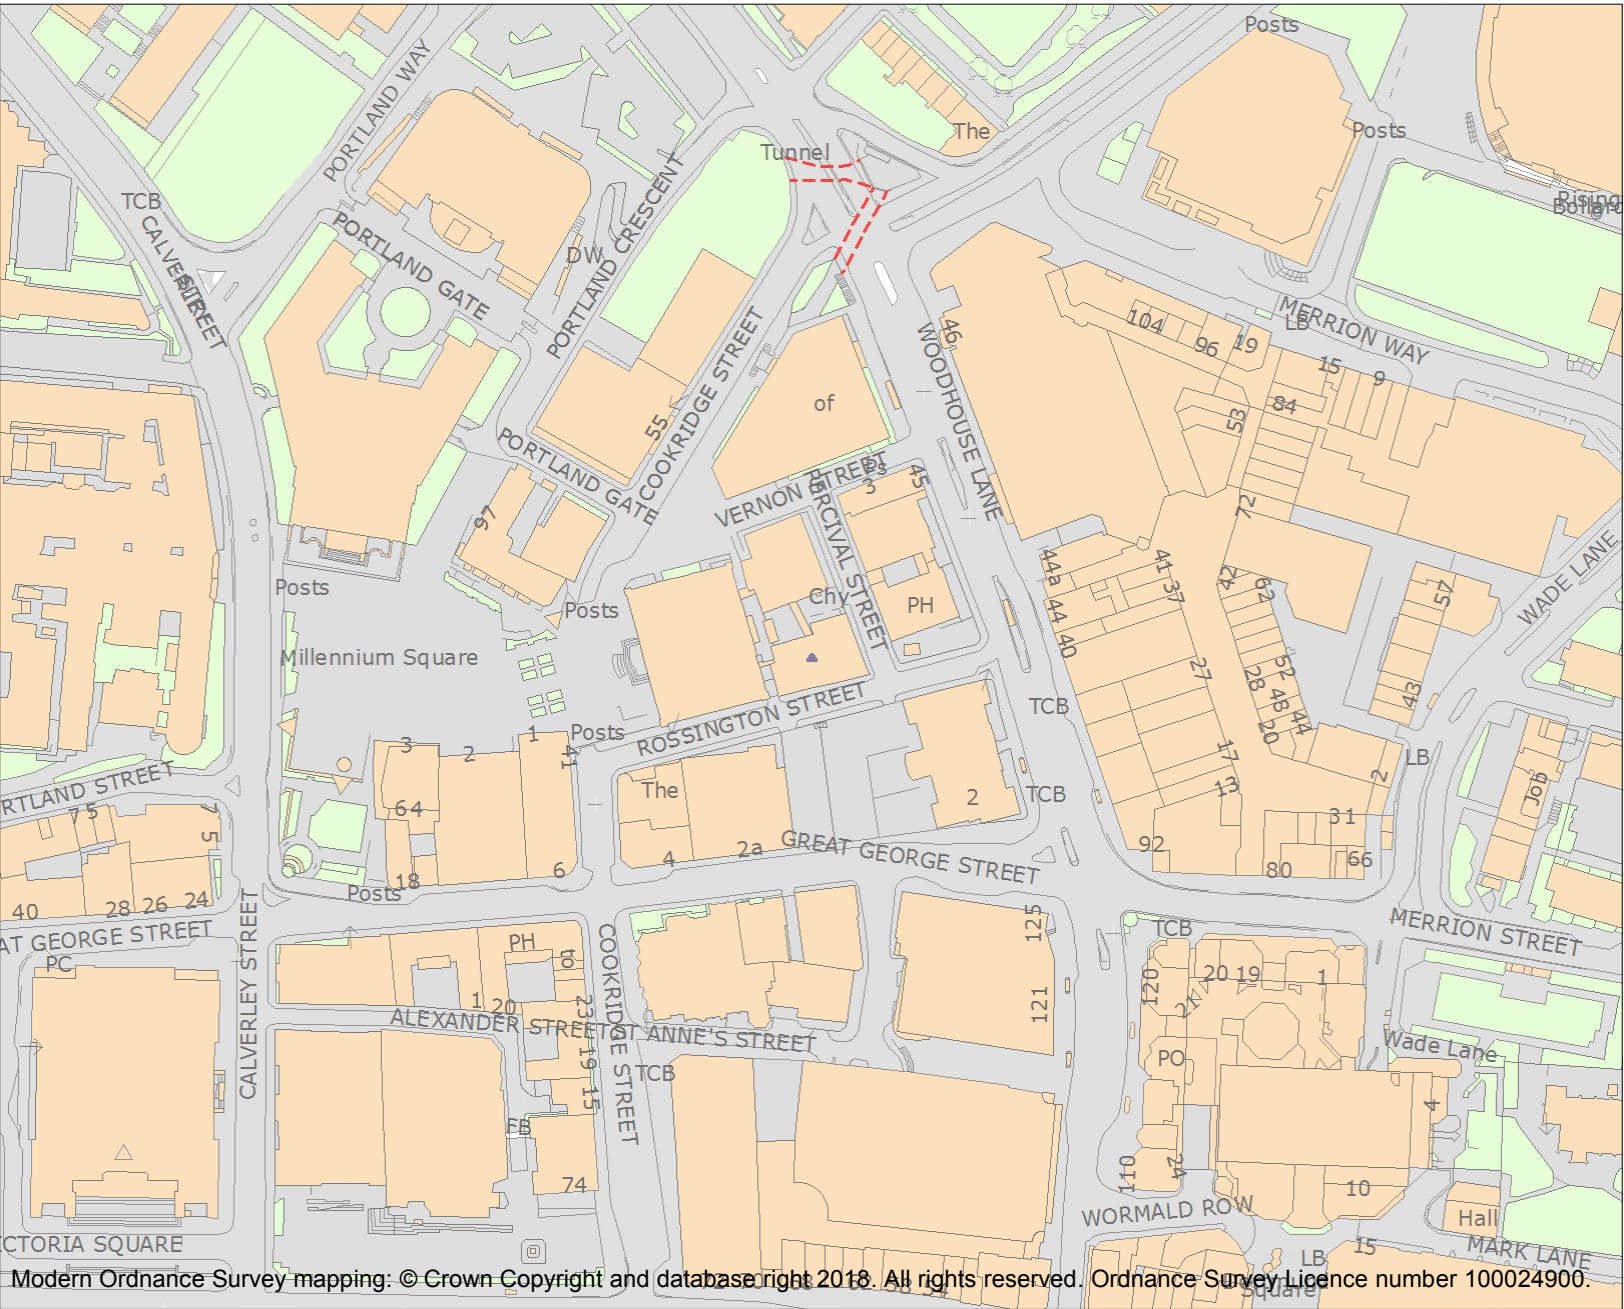 Posts
PORTLAND WAY
The
Posts
Tunnel
TCB
Rising
CALVERLEY
STREET
PORTLAND GATE
PORTLAND CRESCENT
DW
MERRION WAY
LB
104
96
19
15
9
46
WOODHOUSE LANE
of
84
53
55
COOKRIDGE STREET
PORTLAND GATE
VERNON STREET
PERCIVAL STREET
3
45
97
72
WADE LANE
44a
44
40
41
37
42
62
57
Posts
Posts
Chy
PH
Millennium Square
27
28
52
48
44
20
43
TCB
ROSSINGTON STREET
Posts
3
2
1
41
17
13
2
LB
RTLAND STREET
The
64
75
7
5
2
TCB
Job
31
GREAT GEORGE STREET
4
2a
6
92
80
66
18
Posts
40
28
26
24
AT GEORGE STREET
PC
CALVERLEY STREET
PH
to
COOKRIDGE STREET
125
121
TCB
MERRION STREET
120
20
19
1
21
1
20
23
19
15
ALEXANDER STREET
ST ANNE'S STREET
TCB
PO
Wade Lane
4
FB
74
110
24
10
WORMALD ROW
Hall
MARK LANE
ICTORIA SQUARE
LB
15
Modern Ordnance Survey mapping: © Crown Copyright and database right 2018. All rights reserved. Ordnance Survey Licence number 100024900.
Square